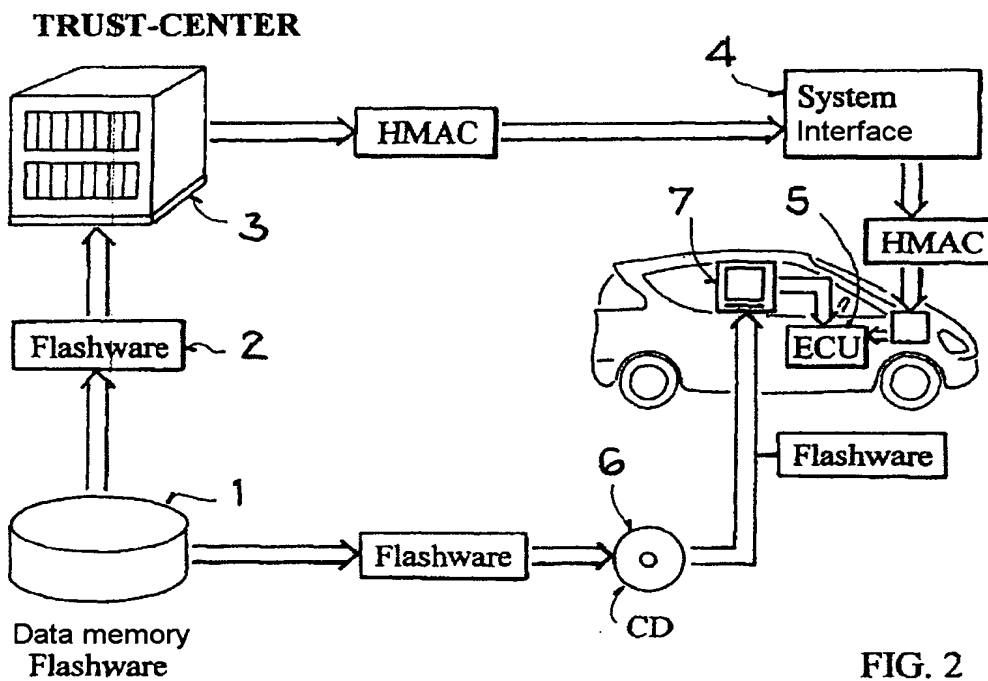 TRUST-CENTER
4
System
Interface
HMAC
3
7
5
HMAC
Flashware
2
ECU
6
Flashware
1
Flashware
CD
Data memory
Flashware
FIG. 2